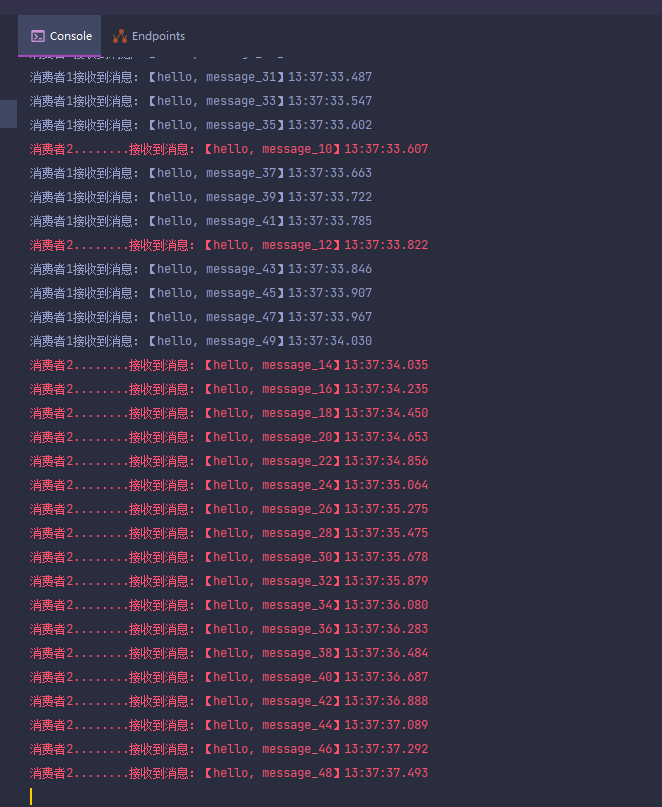 Console Endpoints
消费者1接收到消息: 【hello, message_31】13:37:33.487
消费者1接收到消息: 【hello, message_33】13:37:33.547
消费者1接收到消息: 【hello, message_35】13:37:33.602
消费者2........接收到消息: 【hello, message_10】13:37:33.607
消费者1接收到消息: 【hello, message_37】13:37:33.663
消费者1接收到消息: 【hello, message_39】13:37:33.722
消费者1接收到消息: 【hello, message_41】13:37:33.785
消费者2........接收到消息: 【hello, message_12】13:37:33.822
消费者1接收到消息: 【hello, message_43】13:37:33.846
消费者1接收到消息: 【hello, message_45】13:37:33.907
消费者1接收到消息: 【hello, message_47】13:37:33.967
消费者1接收到消息: 【hello, message_49】13:37:34.030
消费者2........接收到消息: 【hello, message_14】13:37:34.035
消费者2........接收到消息: 【hello, message_16】13:37:34.235
消费者2........接收到消息: 【hello, message_18】13:37:34.450
消费者2........接收到消息: 【hello, message_20】13:37:34.653
消费者2........接收到消息: 【hello, message_22】13:37:34.856
消费者2........接收到消息: 【hello, message_24】13:37:35.064
消费者2........接收到消息: 【hello, message_26】13:37:35.275
消费者2........接收到消息: 【hello, message_28】13:37:35.475
消费者2........接收到消息: 【hello, message_30】13:37:35.678
消费者2........接收到消息: 【hello, message_32】13:37:35.879
消费者2........接收到消息: 【hello, message_34】13:37:36.080
消费者2........接收到消息: 【hello, message_36】13:37:36.283
消费者2........接收到消息: 【hello, message_38】13:37:36.484
消费者2........接收到消息: 【hello, message_40】13:37:36.687
消费者2........接收到消息: 【hello, message_42】13:37:36.888
消费者2........接收到消息: 【hello, message_44】13:37:37.089
消费者2........接收到消息: 【hello, message_46】13:37:37.292
消费者2........接收到消息: 【hello, message_48】13:37:37.493